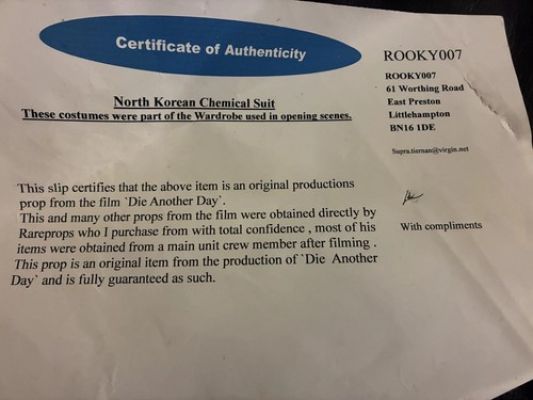 Certificate of Authenticity
North Korean Chemical Suit
These costumes were part of the Wardrobe used in opening scenes.
This slip certifies that the above item is an original productions
prop from the film `Die Another Day'.
This and many other props from the film were obtained directly by
Rareprops who I purchase from with total confidence , most of his
items were obtained from a main unit crew member after filming .
This prop is an original item from the production of `Die Another
Day' and is fully guaranteed as such.
ROOKY007
ROOKY007
61 Worthing Road
East Preston
Littlehampton
BN16 1DE
Supra.tiernan@virgin.net
With compliments